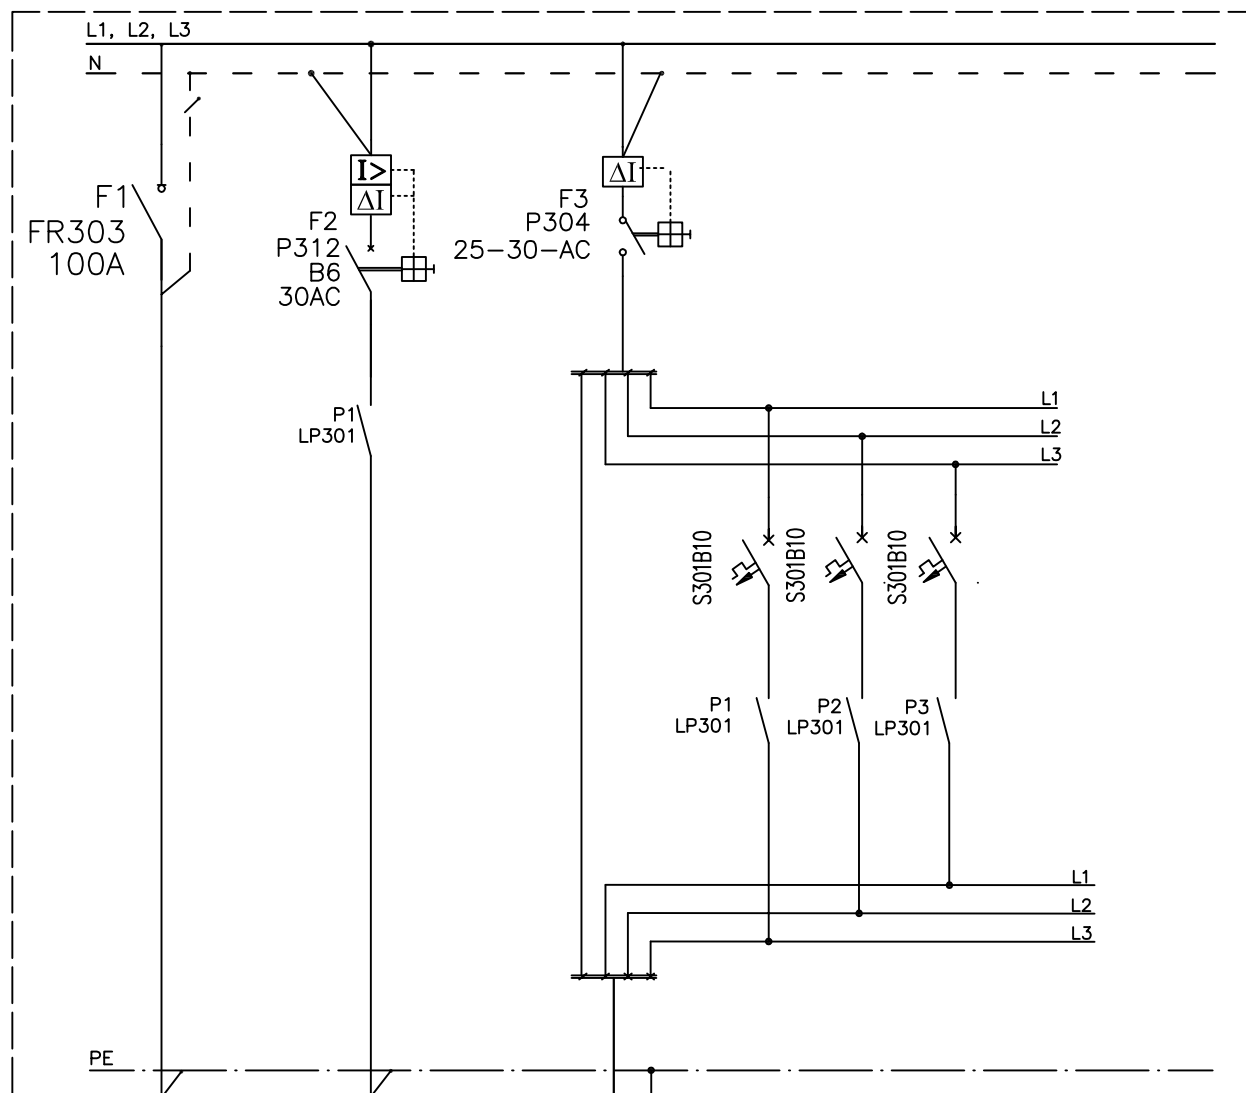 L1, L2, L3
N
F1
FR303
100A
I>
ΔI
F2
P312
B6
30AC
P1
LP301
ΔI
F3
P304
25-30-AC
L1
L2
L3
S301B10
S301B10
S301B10
P1
LP301
P2
LP301
P3
LP301
L1
L2
L3
PE